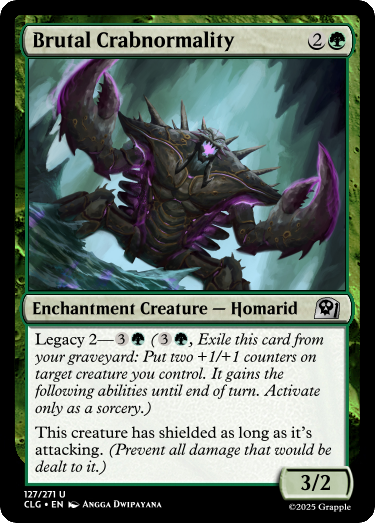 Brutal Crabnormality 2
Enchantment Creature — Homarid
Legacy 2—3 (3, Exile this card from
your graveyard: Put two +1/+1 counters on
target creature you control. It gains the
following abilities until end of turn. Activate
only as a sorcery.)
This creature has shielded as long as it's
attacking. (Prevent all damage that would be
dealt to it.)
3/2
127/271 U
CLG • EN Angga Dwipayana
©2025 Grapple